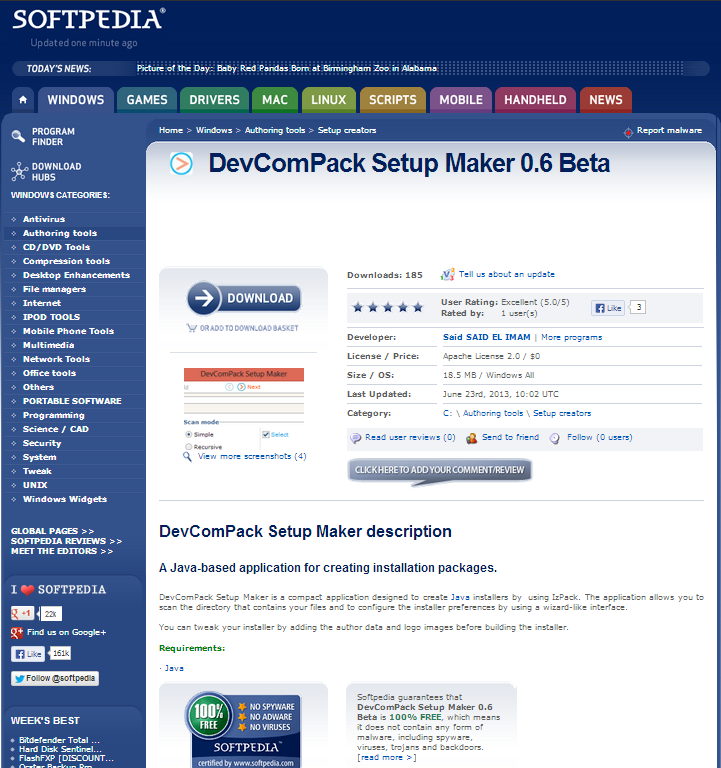 SOFTPEDIA®
Updated one minute ago
TODAY'S NEWS: Picture of the Day: Baby Red Pandas Born at Birmingham Zoo in Alabama
WINDOWS GAMES DRIVERS MAC LINUX SCRIPTS MOBILE HANDHELD NEWS
PROGRAM
FINDER
DOWNLOAD
HUBS
WINDOWS CATEGORIES:
Antivirus
Authoring tools
CD/DVD Tools
Compression tools
Desktop Enhancements
File managers
Internet
IPOD TOOLS
Mobile Phone Tools
Multimedia
Network Tools
Office tools
Others
PORTABLE SOFTWARE
Programming
Science / CAD
Security
System
Tweak
UNIX
Windows Widgets
GLOBAL PAGES >>
SOFTPEDIA REVIEWS >>
MEET THE EDITORS >>
I SOFTPEDIA
g +1 22k
g+ Find us on Google+
f Like 161k
Follow @softpedia
WEEK'S BEST
Bitdefender Total ...
Hard Disk Sentinel...
FlashFXP [DISCOUNT...
Home > Windows > Authoring tools > Setup creators
Report malware
DevComPack Setup Maker 0.6 Beta
DOWNLOAD
OR ADD TO DOWNLOAD BASKET
DevComPack Setup Maker
Next
Scan mode
Simple Select
Recursive
View more screenshots (4)
Downloads: 185 Tell us about an update
User Rating: Excellent (5.0/5)
Rated by: 1 user(s)
f Like 3
Developer: Said SAID EL IMAM | More programs
License / Price: Apache License 2.0 / $0
Size / OS: 18.5 MB / Windows All
Last Updated: June 23rd, 2013, 10:02 UTC
Category: C: \ Authoring tools \ Setup creators
Read user reviews (0) Send to friend Follow (0 users)
CLICK HERE TO ADD YOUR COMMENT/REVIEW
DevComPack Setup Maker description
A Java-based application for creating installation packages.
DevComPack Setup Maker is a compact application designed to create Java installers by using IzPack. The application allows you to
scan the directory that contains your files and to configure the installer preferences by using a wizard-like interface.
You can tweak your installer by adding the author data and logo images before building the installer.
Requirements:
· Java
100%
FREE
NO SPYWARE
NO ADWARE
NO VIRUSES
SOFTPEDIA
certified by www.softpedia.com
Softpedia guarantees that
DevComPack Setup Maker 0.6
Beta is 100% FREE, which means
it does not contain any form of
malware, including spyware,
viruses, trojans and backdoors.
[read more >]